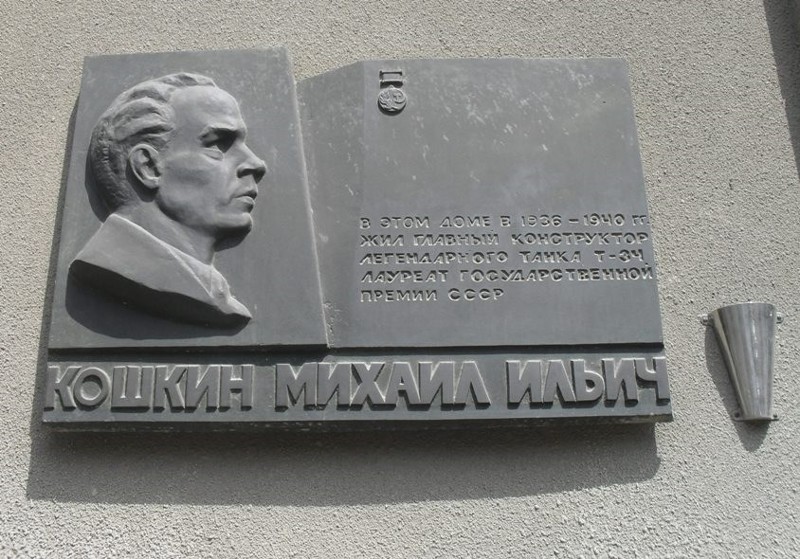 В ЭТОМ ДОМЕ В 1936 - 1940 ГГ.
ЖИЛ ГЛАВНЫЙ КОНСТРУКТОР
ЛЕГЕНДАРНОГО ТАНКА Т-34,
ЛАУРЕАТ ГОСУДАРСТВЕННОЙ
ПРЕМИИ СССР
КОШКИН МИХАИЛ ИЛЬИЧ